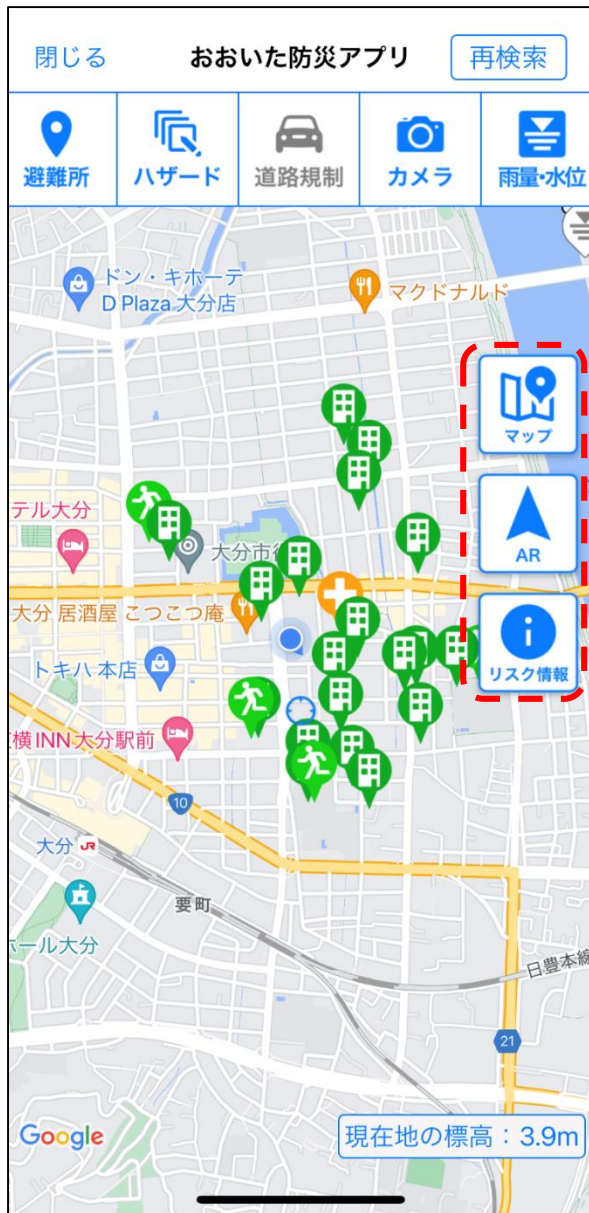 閉じる
おおいた防災アプリ
再検索
避難所
ハザード
道路規制
カメラ
雨量・水位
ドン・キホーテ
D Plaza 大分店
マクドナルド
マップ
テル大分
大分市
AR
大分 居酒屋 こつこつ庵
トキハ 本店
リスク情報
横INN大分駅前
10
大分
JR
要町
ホール大分
日豊本線
21
Google
現在地の標高：3.9m